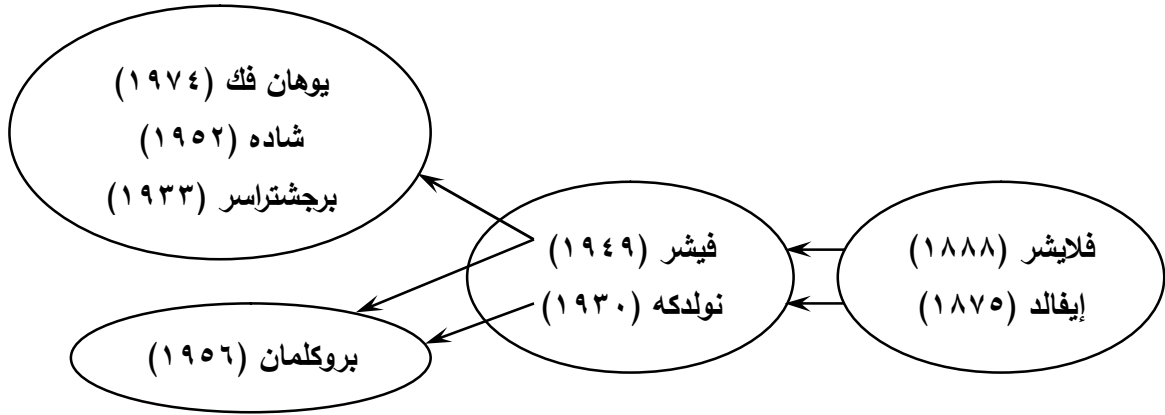 فلايشر (١٨٨٨)
إيفالد (١٨٧٥)
فيشر (١٩٤٩)
نولدكه (١٩٣٠)
يوهان فك (١٩٧٤)
شاده (١٩٥٢)
برجشتراسر (١٩٣٣)
بروكلمان (١٩٥٦)